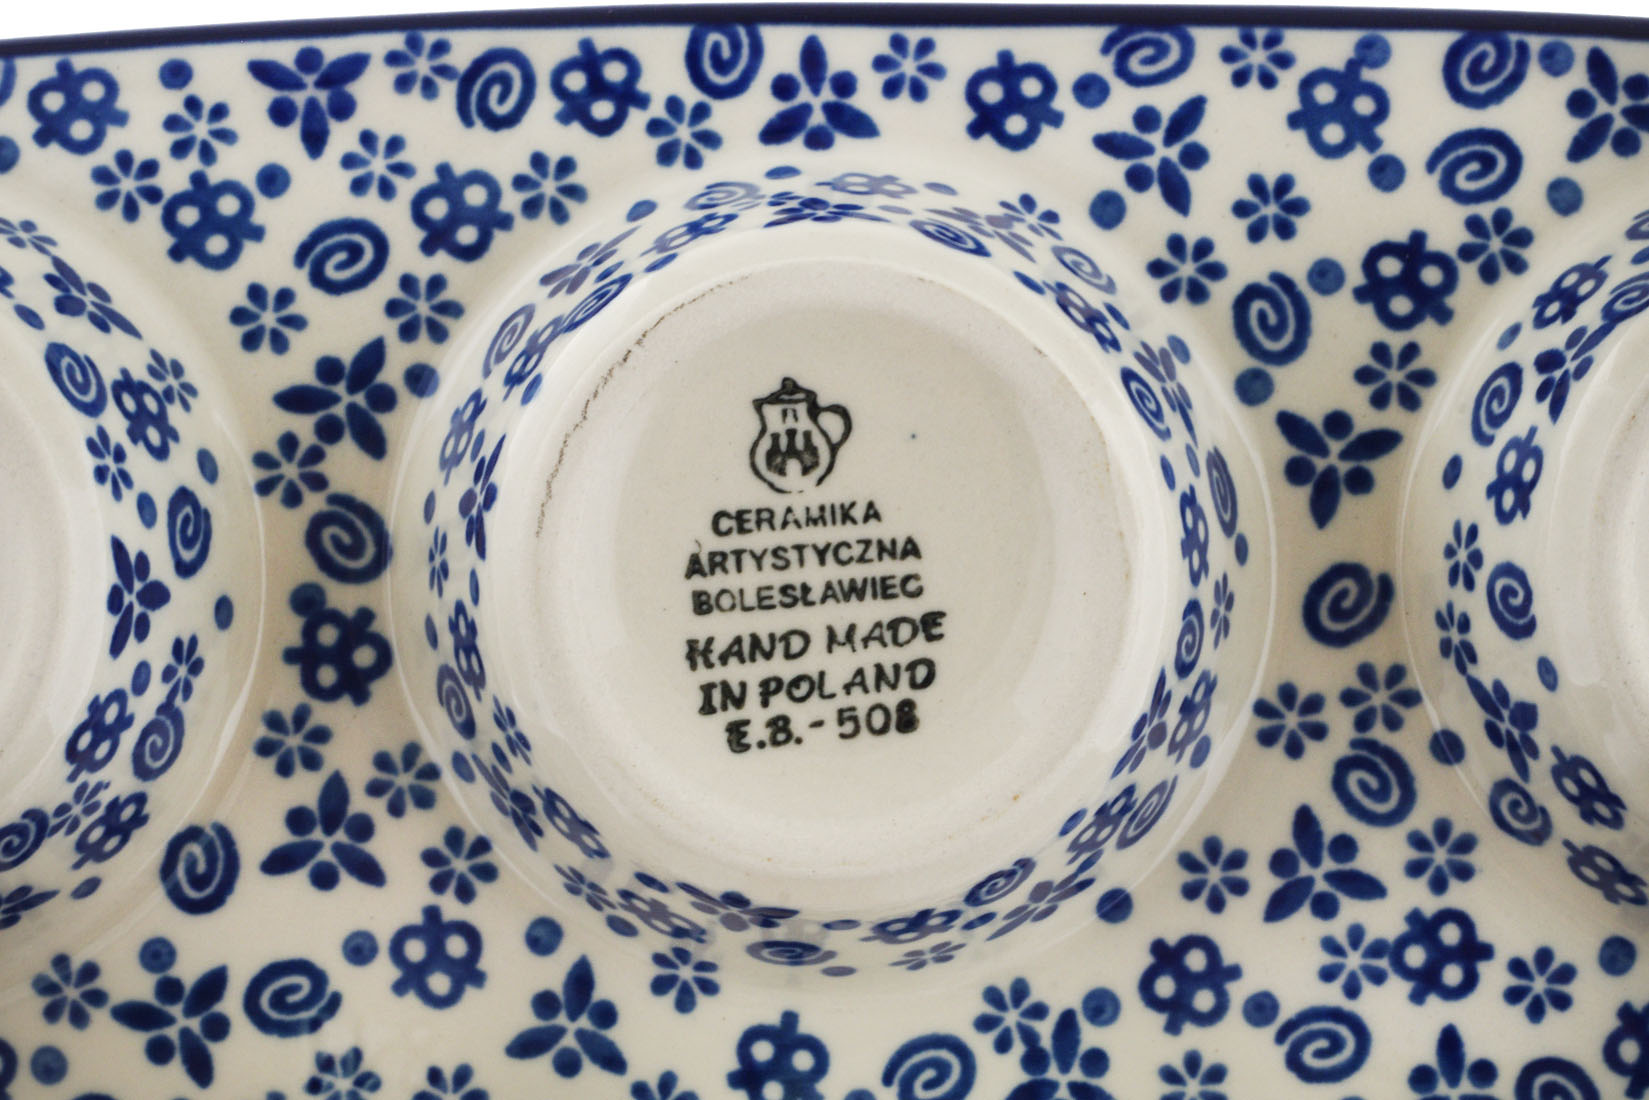 CERAMIKA
ARTYSTYCZNA
BOLESŁAWIEC
HAND MADE
IN POLAND
E.B.-508